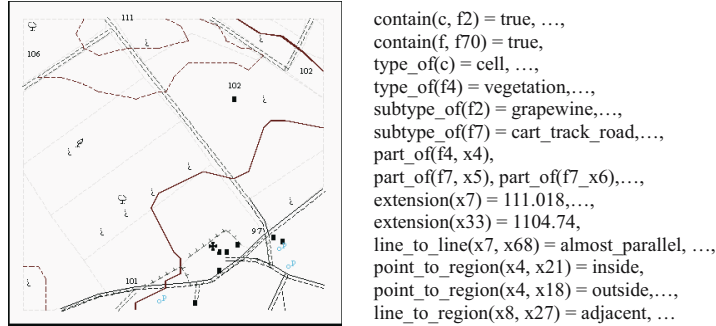 111
106
102
102
97
101
P
P
P
contain(c, f2) = true, …,
contain(f, f70) = true,
type_of(c) = cell, …,
type_of(f4) = vegetation,…,
subtype_of(f2) = grapewine,…,
subtype_of(f7) = cart_track_road,…,
part_of(f4, x4),
part_of(f7, x5), part_of(f7_x6),…,
extension(x7) = 111.018,…,
extension(x33) = 1104.74,
line_to_line(x7, x68) = almost_parallel, …,
point_to_region(x4, x21) = inside,
point_to_region(x4, x18) = outside,…,
line_to_region(x8, x27) = adjacent, …